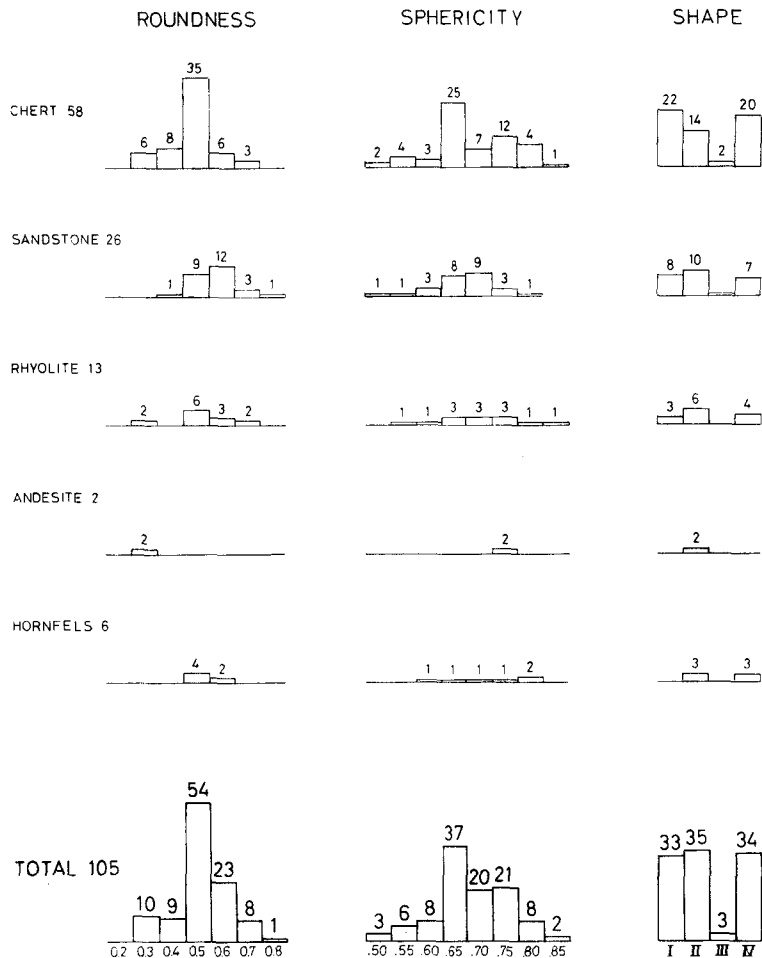 ROUNDNESS SPHERICITY SHAPE
CHERT 58
6 8 35 6 3
2 4 3 25 7 12 4 1
22 14 2 20
SANDSTONE 26
1 9 12 3 1
1 1 3 8 9 3 1
8 10 7
RHYOLITE 13
2 6 3 2
1 1 3 3 3 1 1
3 6 4
ANDESITE 2
2
2
2
HORNFELS 6
4 2
1 1 1 1 2
3 3
TOTAL 105
10 9 54 23 8 1
3 6 8 37 20 21 8 2
33 35 3 34
0.2 0.3 0.4 0.5 0.6 0.7 0.8
.50 .55 .60 .65 .70 .75 .80 .85
I II III IV